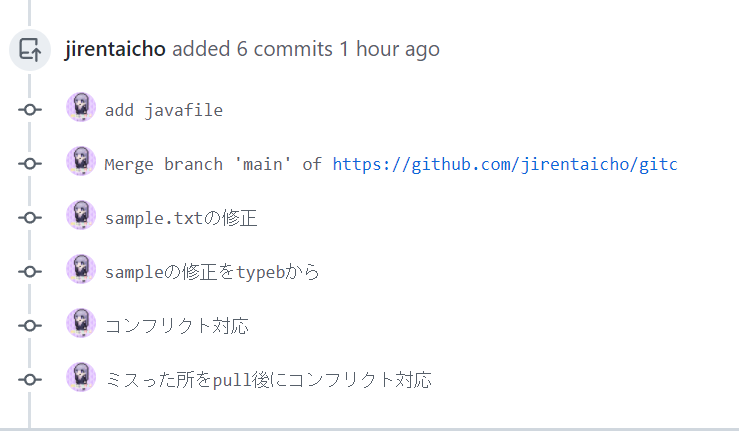 jirentaicho added 6 commits 1 hour ago
add javafile
Merge branch 'main' of https://github.com/jirentaicho/gitc
sample.txtの修正
sampleの修正をtypebから
コンフリクト対応
ミスった所をpull後にコンフリクト対応